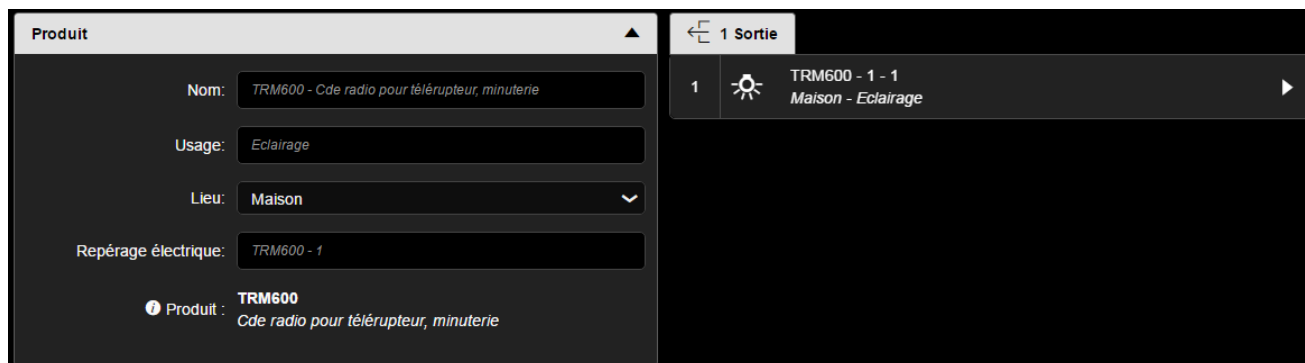 Produit
Nom: TRM600 - Cde radio pour télérupteur, minuterie
Usage: Eclairage
Lieu: Maison
Repérage électrique: TRM600 - 1
Produit : TRM600
Cde radio pour télérupteur, minuterie
1 Sortie
1 TRM600 - 1 - 1
Maison - Eclairage